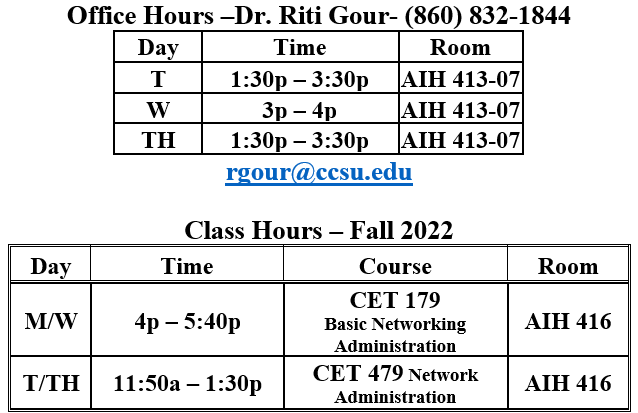 Office Hours –Dr. Riti Gour- (860) 832-1844
Day Time Room
T 1:30p – 3:30p AIH 413-07
W 3p – 4p AIH 413-07
TH 1:30p – 3:30p AIH 413-07
rgour@ccsu.edu
Class Hours – Fall 2022
Day Time Course Room
M/W 4p – 5:40p CET 179 AIH 416
Basic Networking
Administration
T/TH 11:50a – 1:30p CET 479 Network AIH 416
Administration